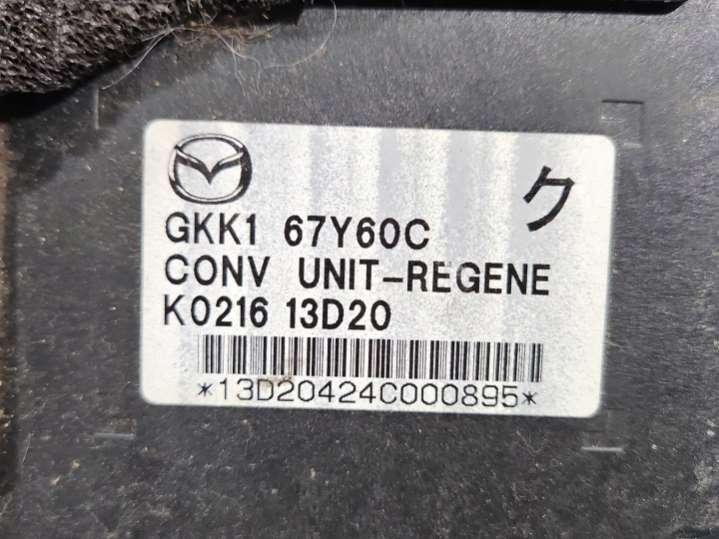 ク
GKK1 67Y60C
CONV UNIT-REGENE
K0216 13D20
*13D20424C000895*